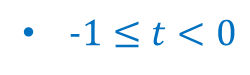 • -1 ≤ t < 0